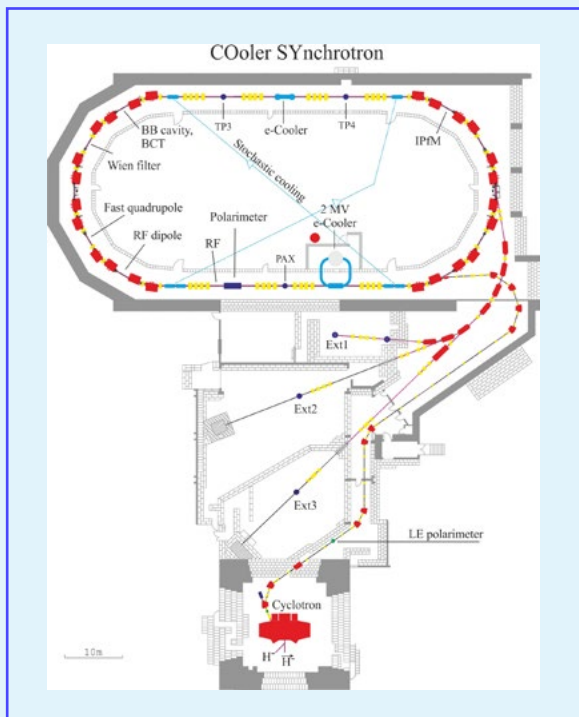 COoler SYnchrotron
BB cavity,
BCT
TP3
e-Cooler
TP4
IPfM
Wien filter
Stochastic cooling
Fast quadrupole
Polarimeter
2 MV
e-Cooler
RF dipole
RF
PAX
Ext1
Ext2
Ext3
LE polarimeter
Cyclotron
10m
H⁻